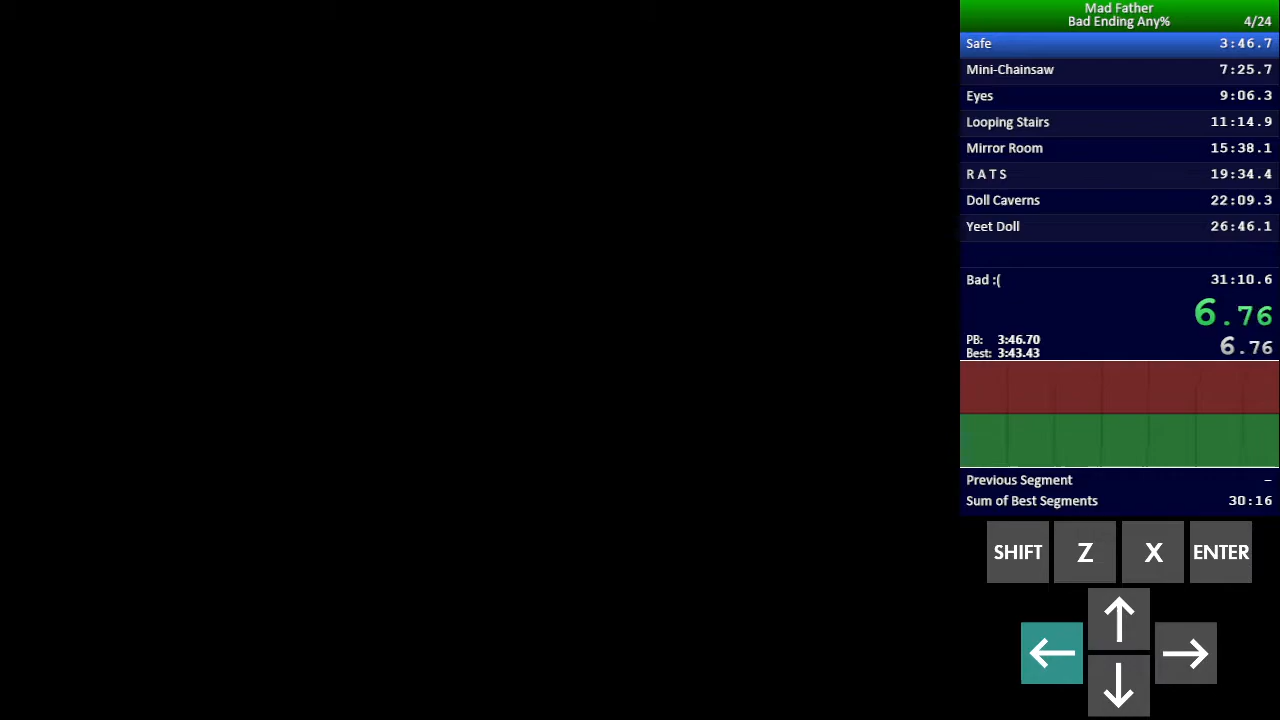 Mad Father
Bad Ending Any% 4/24
Safe 3:46.7
Mini-Chainsaw 7:25.7
Eyes 9:06.3
Looping Stairs 11:14.9
Mirror Room 15:38.1
R A T S 19:34.4
Doll Caverns 22:09.3
Yeet Doll 26:46.1
Bad :( 31:10.6
6.76
PB: 3:46.70
Best: 3:43.43
6.76
Previous Segment –
Sum of Best Segments 30:16
SHIFT Z X ENTER
↑
← →
↓